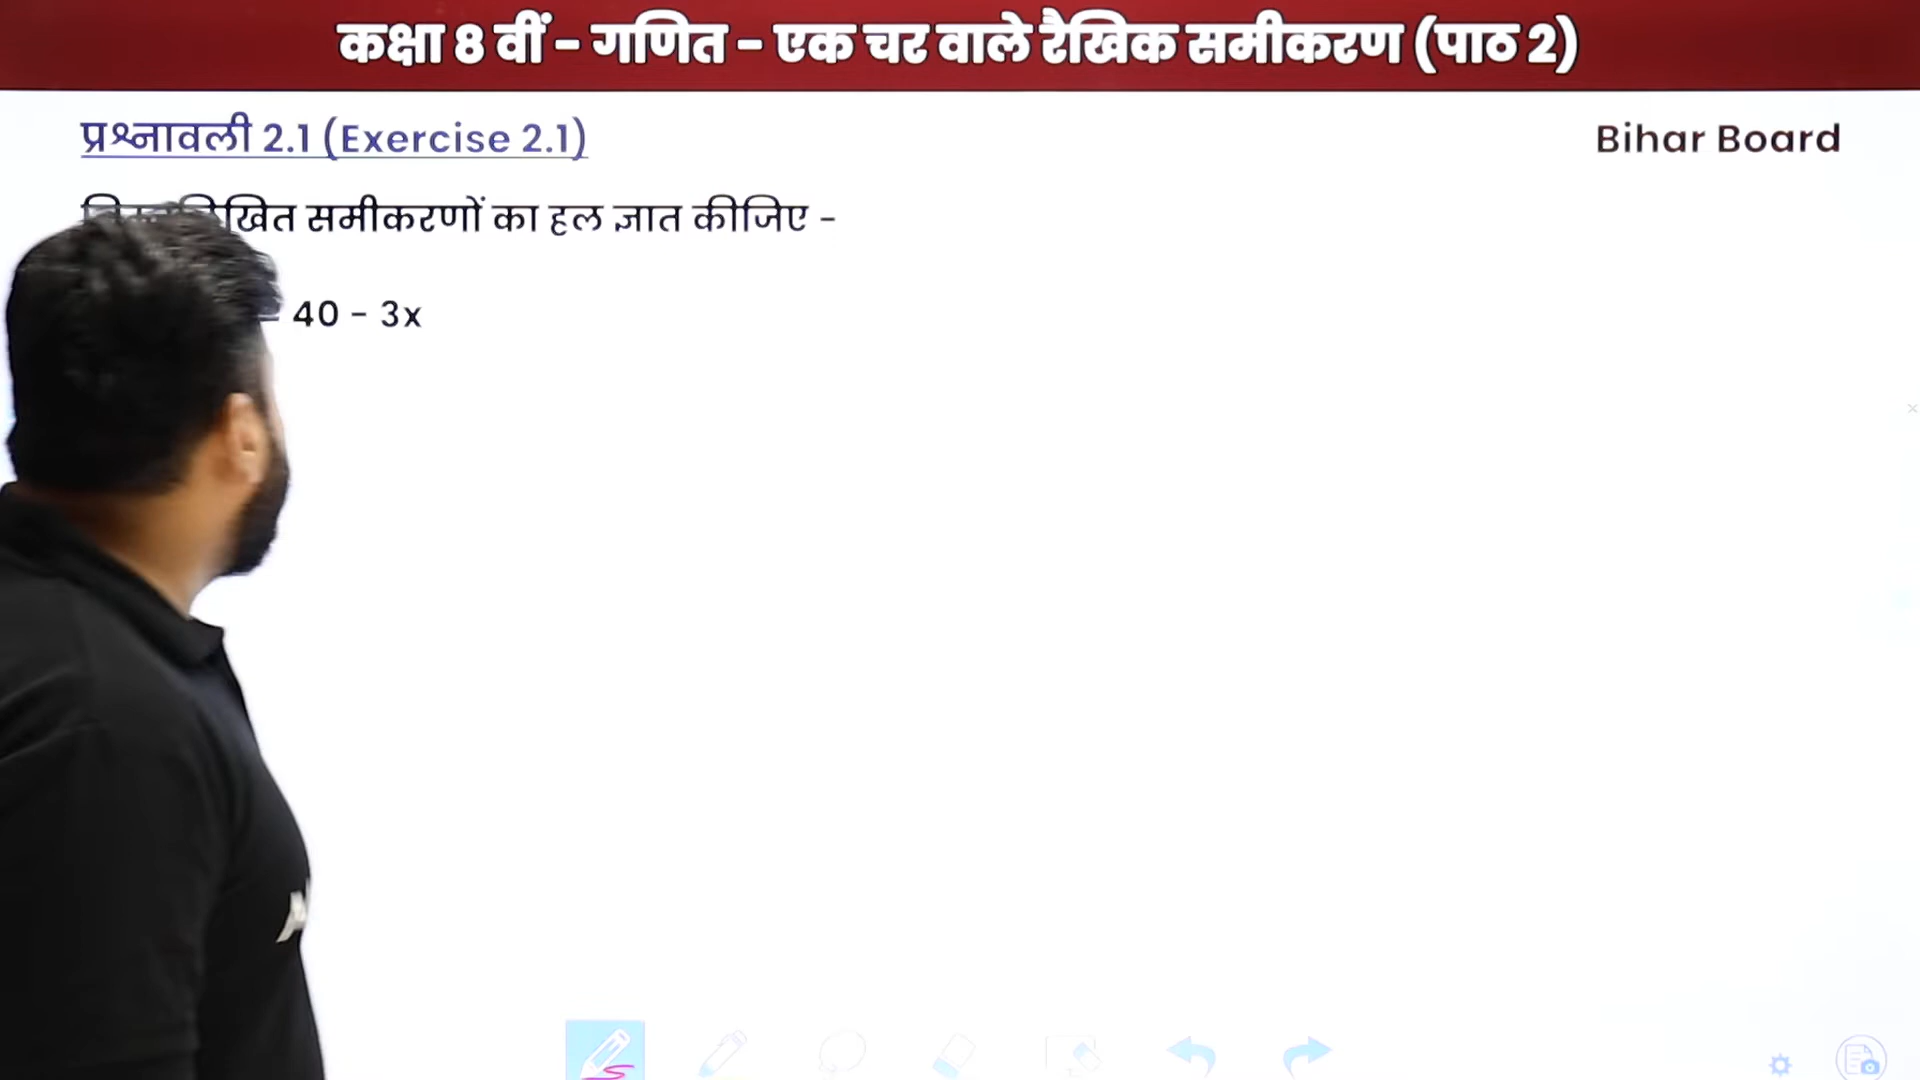 कक्षा 8 वीं - गणित - एक चर वाले रैखिक समीकरण (पाठ 2)
प्रश्नावली 2.1 (Exercise 2.1)
Bihar Board
समीकरणों का हल ज्ञात कीजिए -
= 40 - 3x